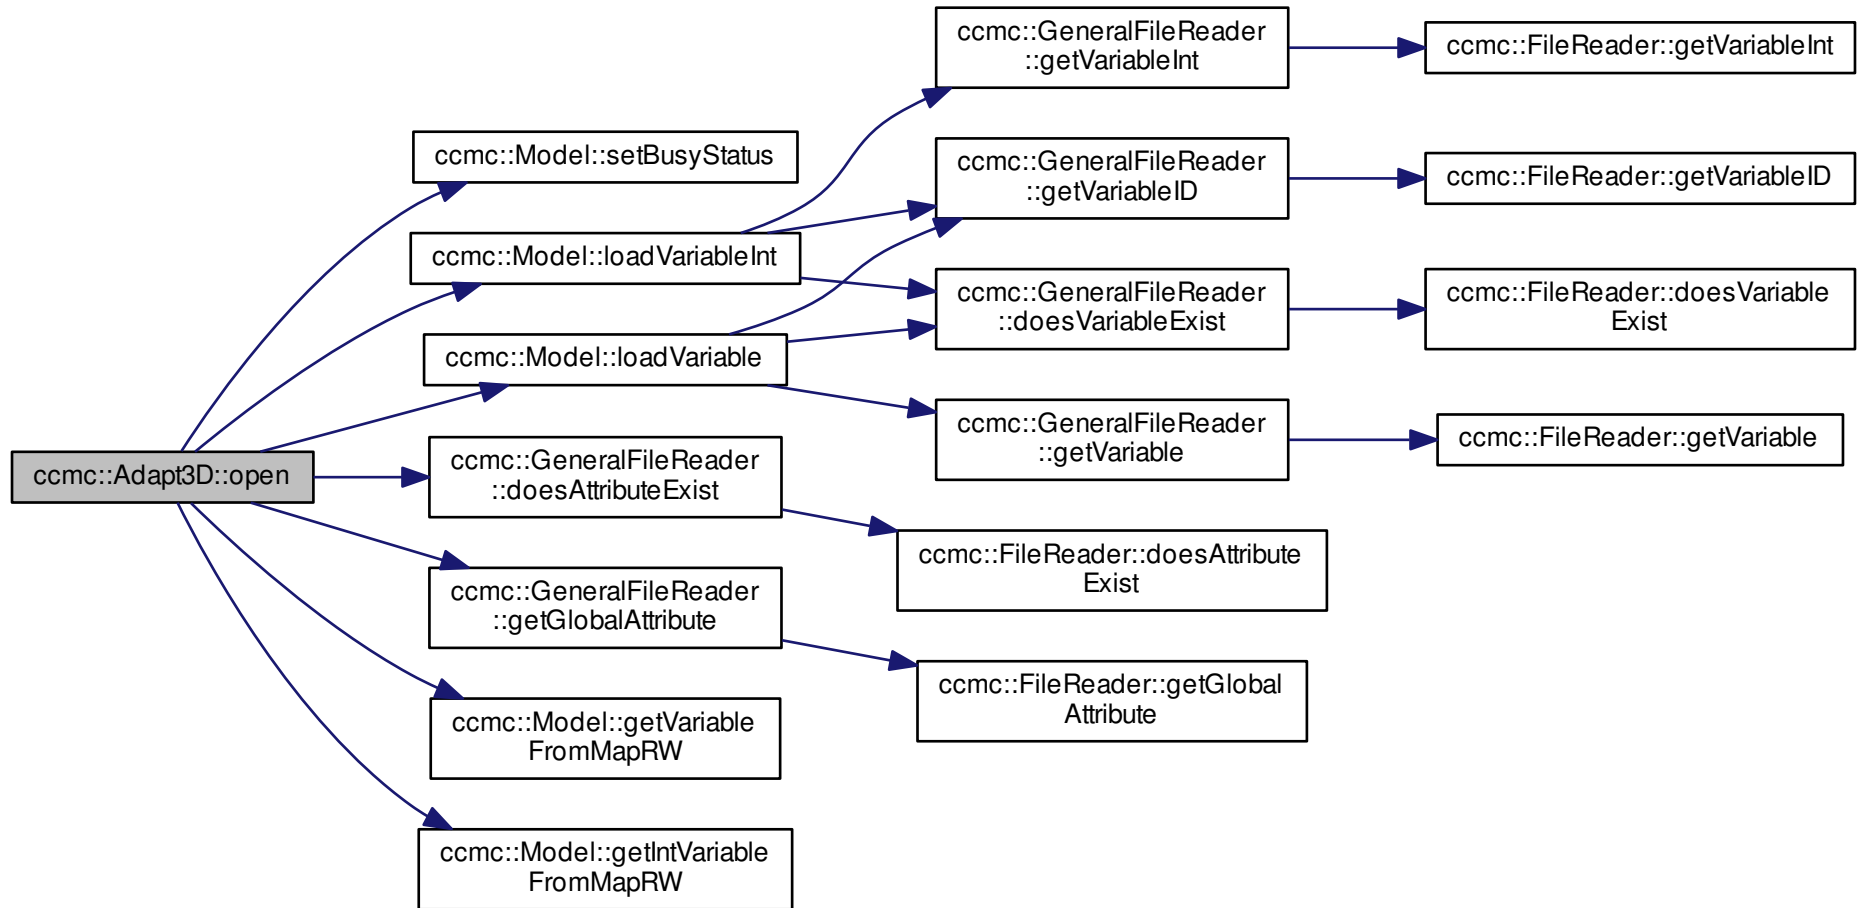 ccmc::Adapt3D::open
ccmc::Model::setBusyStatus
ccmc::Model::loadVariableInt
ccmc::Model::loadVariable
ccmc::GeneralFileReader
::doesAttributeExist
ccmc::GeneralFileReader
::getGlobalAttribute
ccmc::Model::getVariable
FromMapRW
ccmc::Model::getIntVariable
FromMapRW
ccmc::GeneralFileReader
::getVariableInt
ccmc::GeneralFileReader
::getVariableID
ccmc::GeneralFileReader
::doesVariableExist
ccmc::GeneralFileReader
::getVariable
ccmc::FileReader::doesAttribute
Exist
ccmc::FileReader::getGlobal
Attribute
ccmc::FileReader::getVariableInt
ccmc::FileReader::getVariableID
ccmc::FileReader::doesVariable
Exist
ccmc::FileReader::getVariable